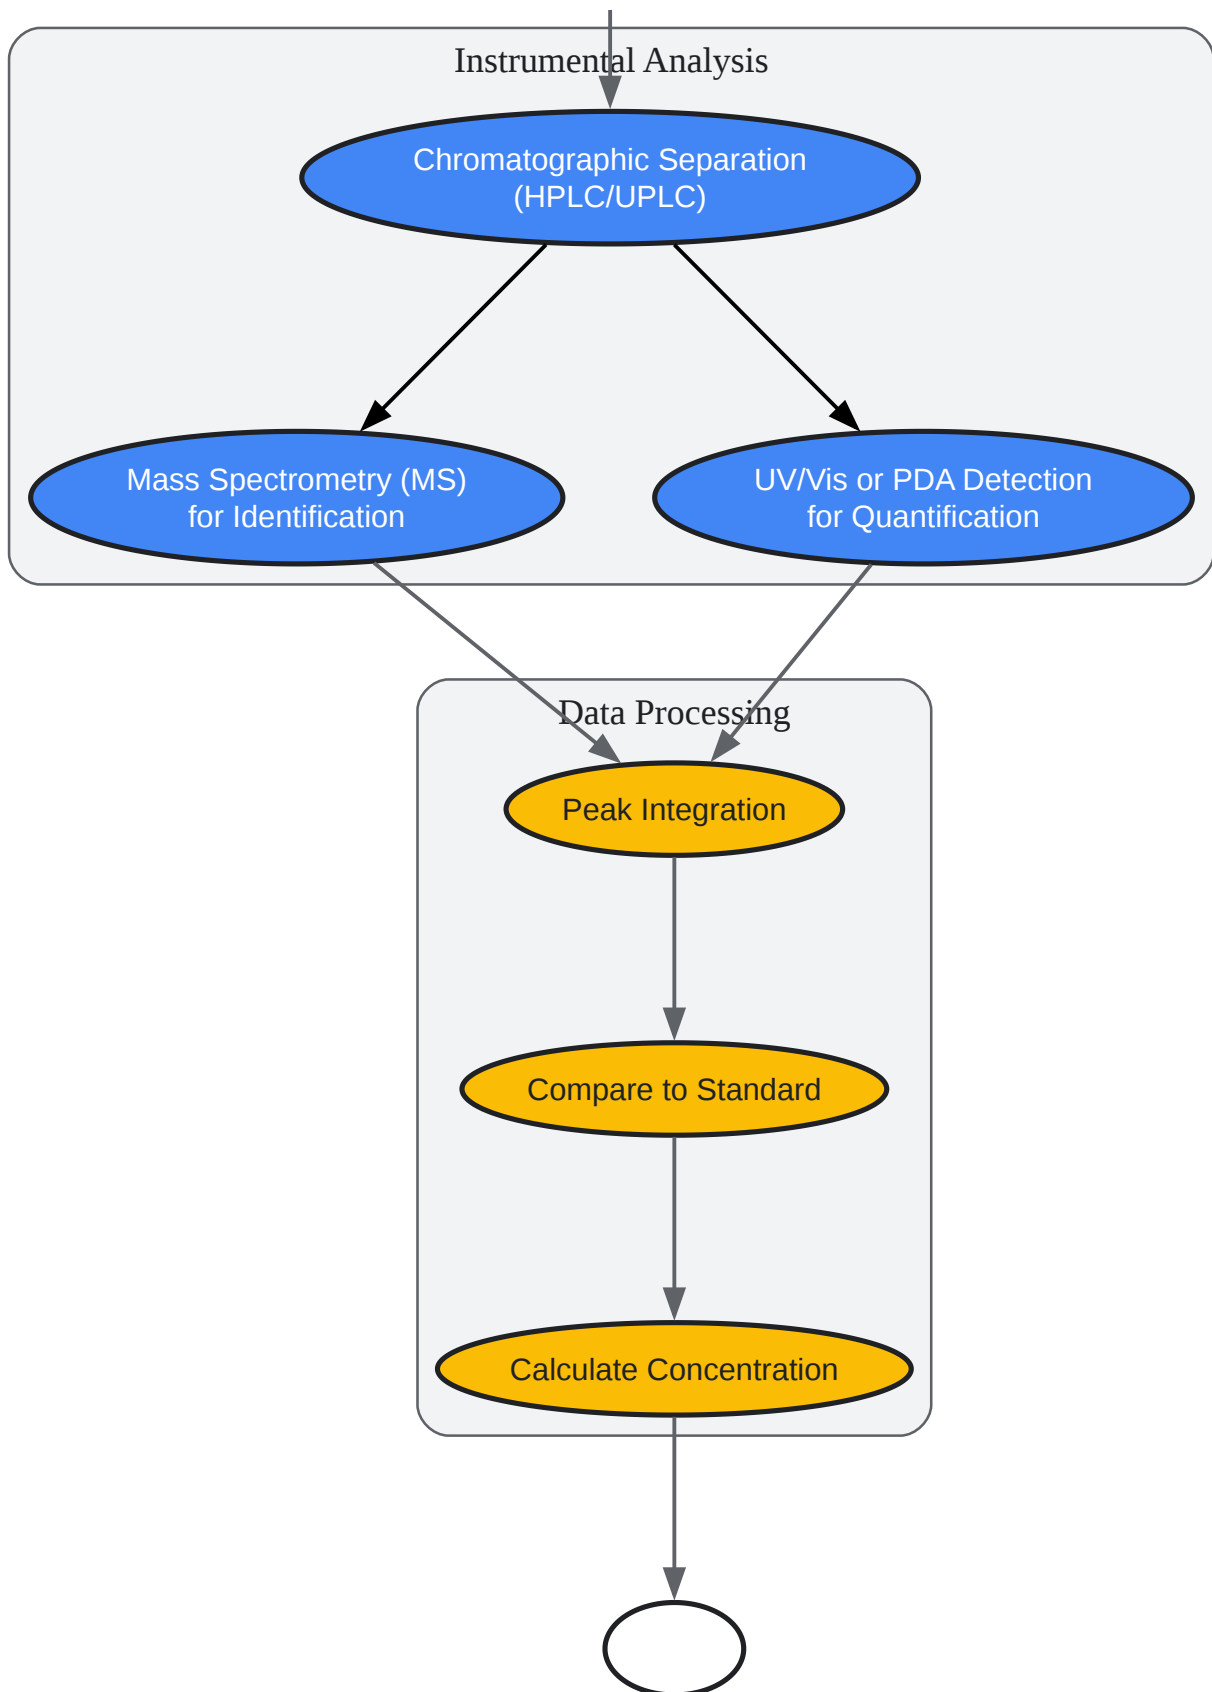 Instrumental Analysis
Chromatographic Separation
(HPLC/UPLC)
Mass Spectrometry (MS)
for Identification
UV/Vis or PDA Detection
for Quantification
Data Processing
Peak Integration
Compare to Standard
Calculate Concentration